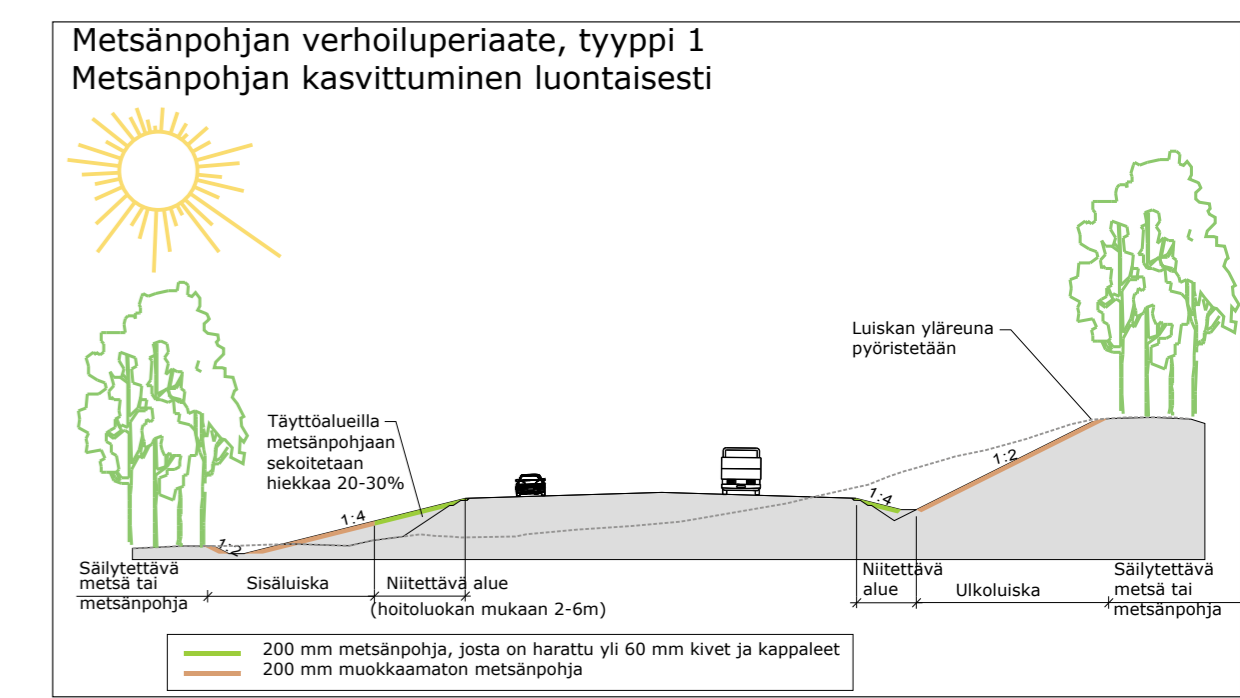 Metsänpohjan verhoiluperiaate, tyyppi 1
Metsänpohjan kasvittuminen luontaisesti
Luiskan yläreuna
pyöristetään
Täyttöalueilla
metsänpohjaan
sekoitetaan
hiekkaa 20-30%
1:2
1:4
1:4
1:2
Säilytettävä
metsä tai
metsänpohja
Sisäluiska
Niitettävä alue
(hoitoluokan mukaan 2-6m)
Niitettävä
alue
Ulkoluiska
Säilytettävä
metsä tai
metsänpohja
200 mm metsänpohja, josta on harattu yli 60 mm kivet ja kappaleet
200 mm muokkaamaton metsänpohja